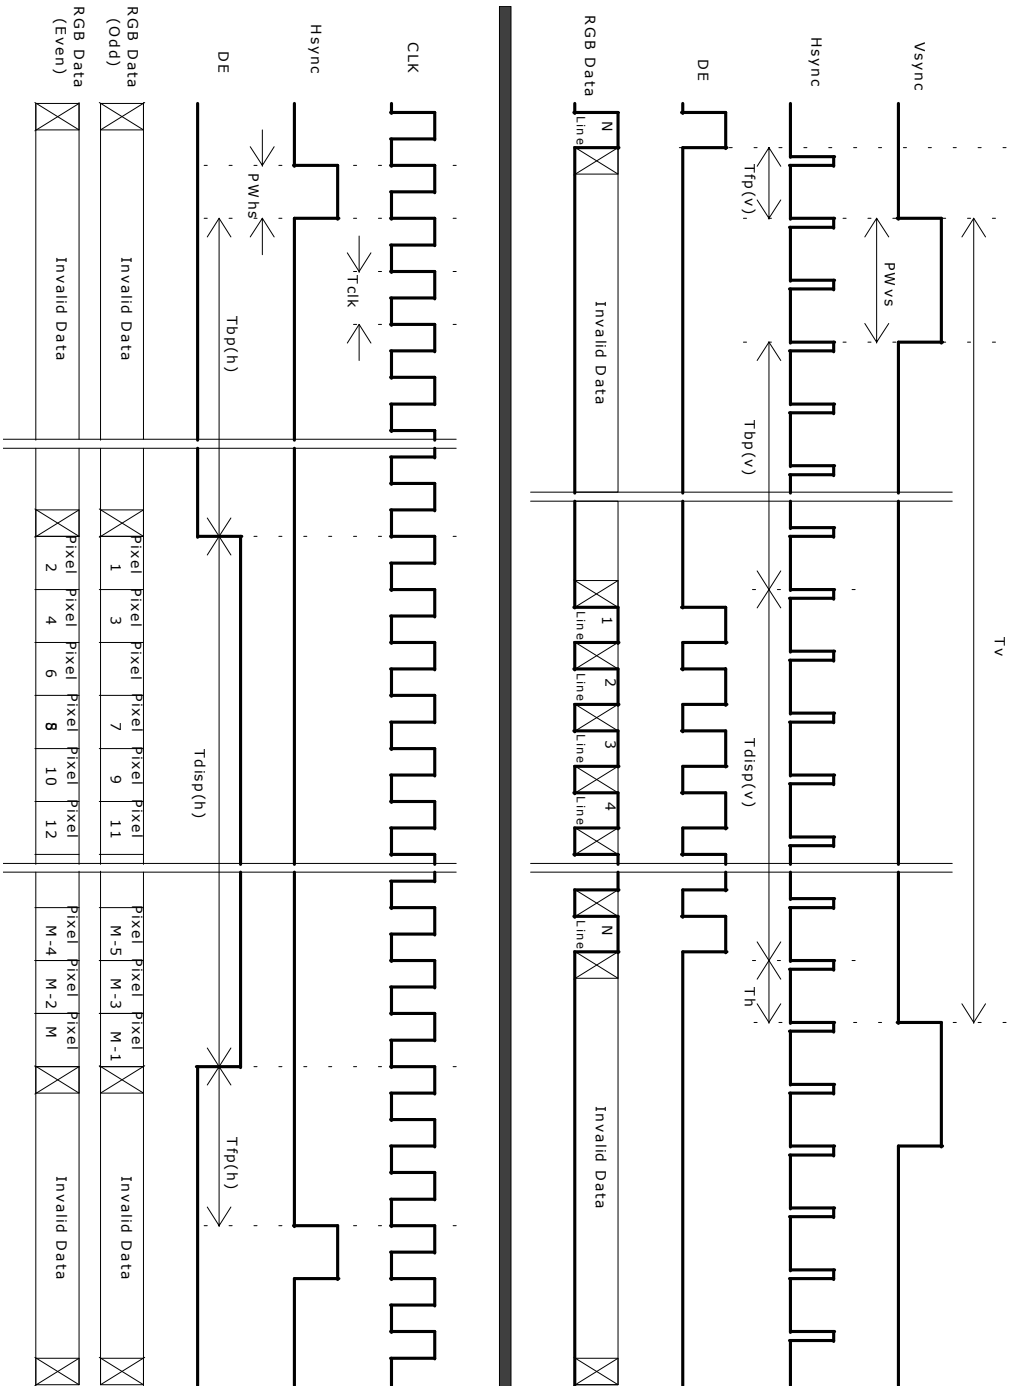 Vsync
Tv
PWvs
Hsync
Tfp(v)
Tbp(v)
Tdisp(v)
Th
DE
RGB Data
Line N
Invalid Data
Line 1
Line 2
Line 3
Line 4
Line N
Invalid Data
CLK
Tclk
Hsync
PWhs
DE
Tbp(h)
Tdisp(h)
Tfp(h)
RGB Data
(Odd)
Invalid Data
Pixel Pixel Pixel Pixel Pixel Pixel Pixel Pixel Pixel
1 3 7 9 11 M-5 M-3 M-1
Invalid Data
RGB Data
(Even)
Invalid Data
Pixel Pixel Pixel Pixel Pixel Pixel Pixel Pixel Pixel
2 4 6 8 10 12 M-4 M-2 M
Invalid Data